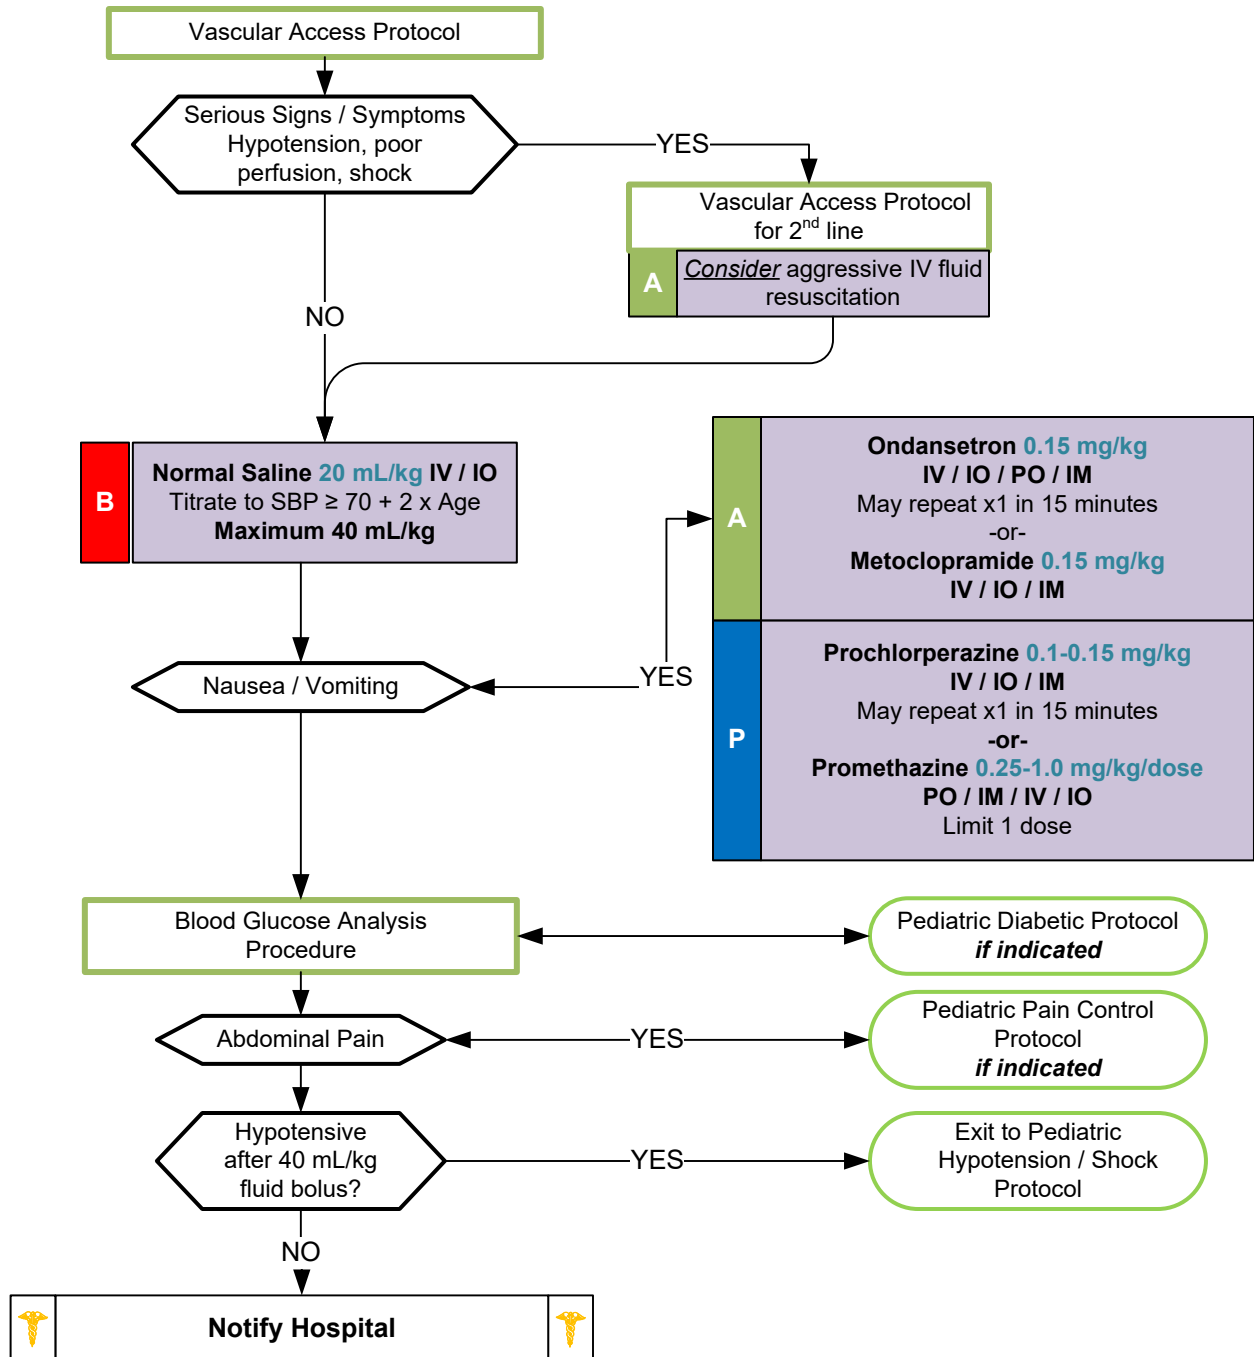 Vascular Access Protocol
Serious Signs / Symptoms
Hypotension, poor
perfusion, shock
YES
Vascular Access Protocol
for 2nd line
A
Consider aggressive IV fluid
resuscitation
NO
B
Normal Saline 20 mL/kg IV / IO
Titrate to SBP ≥ 70 + 2 x Age
Maximum 40 mL/kg
A
Ondansetron 0.15 mg/kg
IV / IO / PO / IM
May repeat x1 in 15 minutes
-or-
Metoclopramide 0.15 mg/kg
IV / IO / IM
Nausea / Vomiting
YES
P
Prochlorperazine 0.1-0.15 mg/kg
IV / IO / IM
May repeat x1 in 15 minutes
-or-
Promethazine 0.25-1.0 mg/kg/dose
PO / IM / IV / IO
Limit 1 dose
Blood Glucose Analysis
Procedure
Pediatric Diabetic Protocol
if indicated
Abdominal Pain
YES
Pediatric Pain Control
Protocol
if indicated
Hypotensive
after 40 mL/kg
fluid bolus?
YES
Exit to Pediatric
Hypotension / Shock
Protocol
NO
Notify Hospital